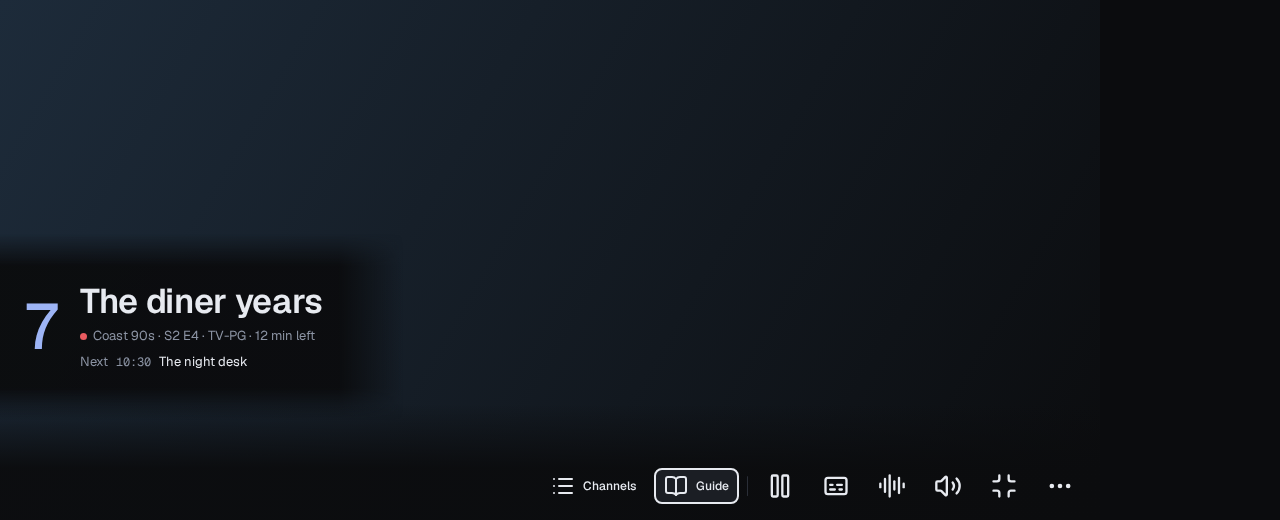 7
The diner years
Coast 90s · S2 E4 · TV-PG · 12 min left
Next 10:30 The night desk
Channels Guide